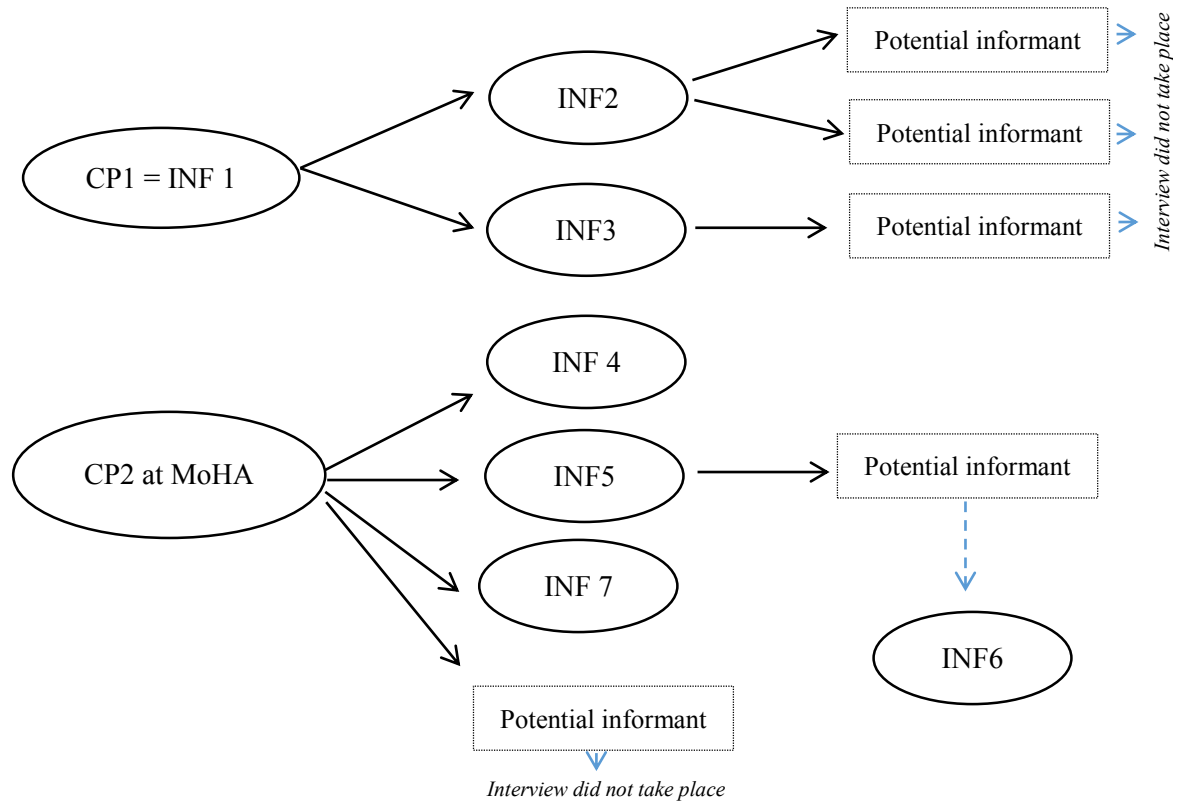 Potential informant
INF2
Potential informant
CP1 = INF 1
INF3
Potential informant
Interview did not take place
INF 4
CP2 at MoHA
INF5
Potential informant
INF 7
INF6
Potential informant
Interview did not take place